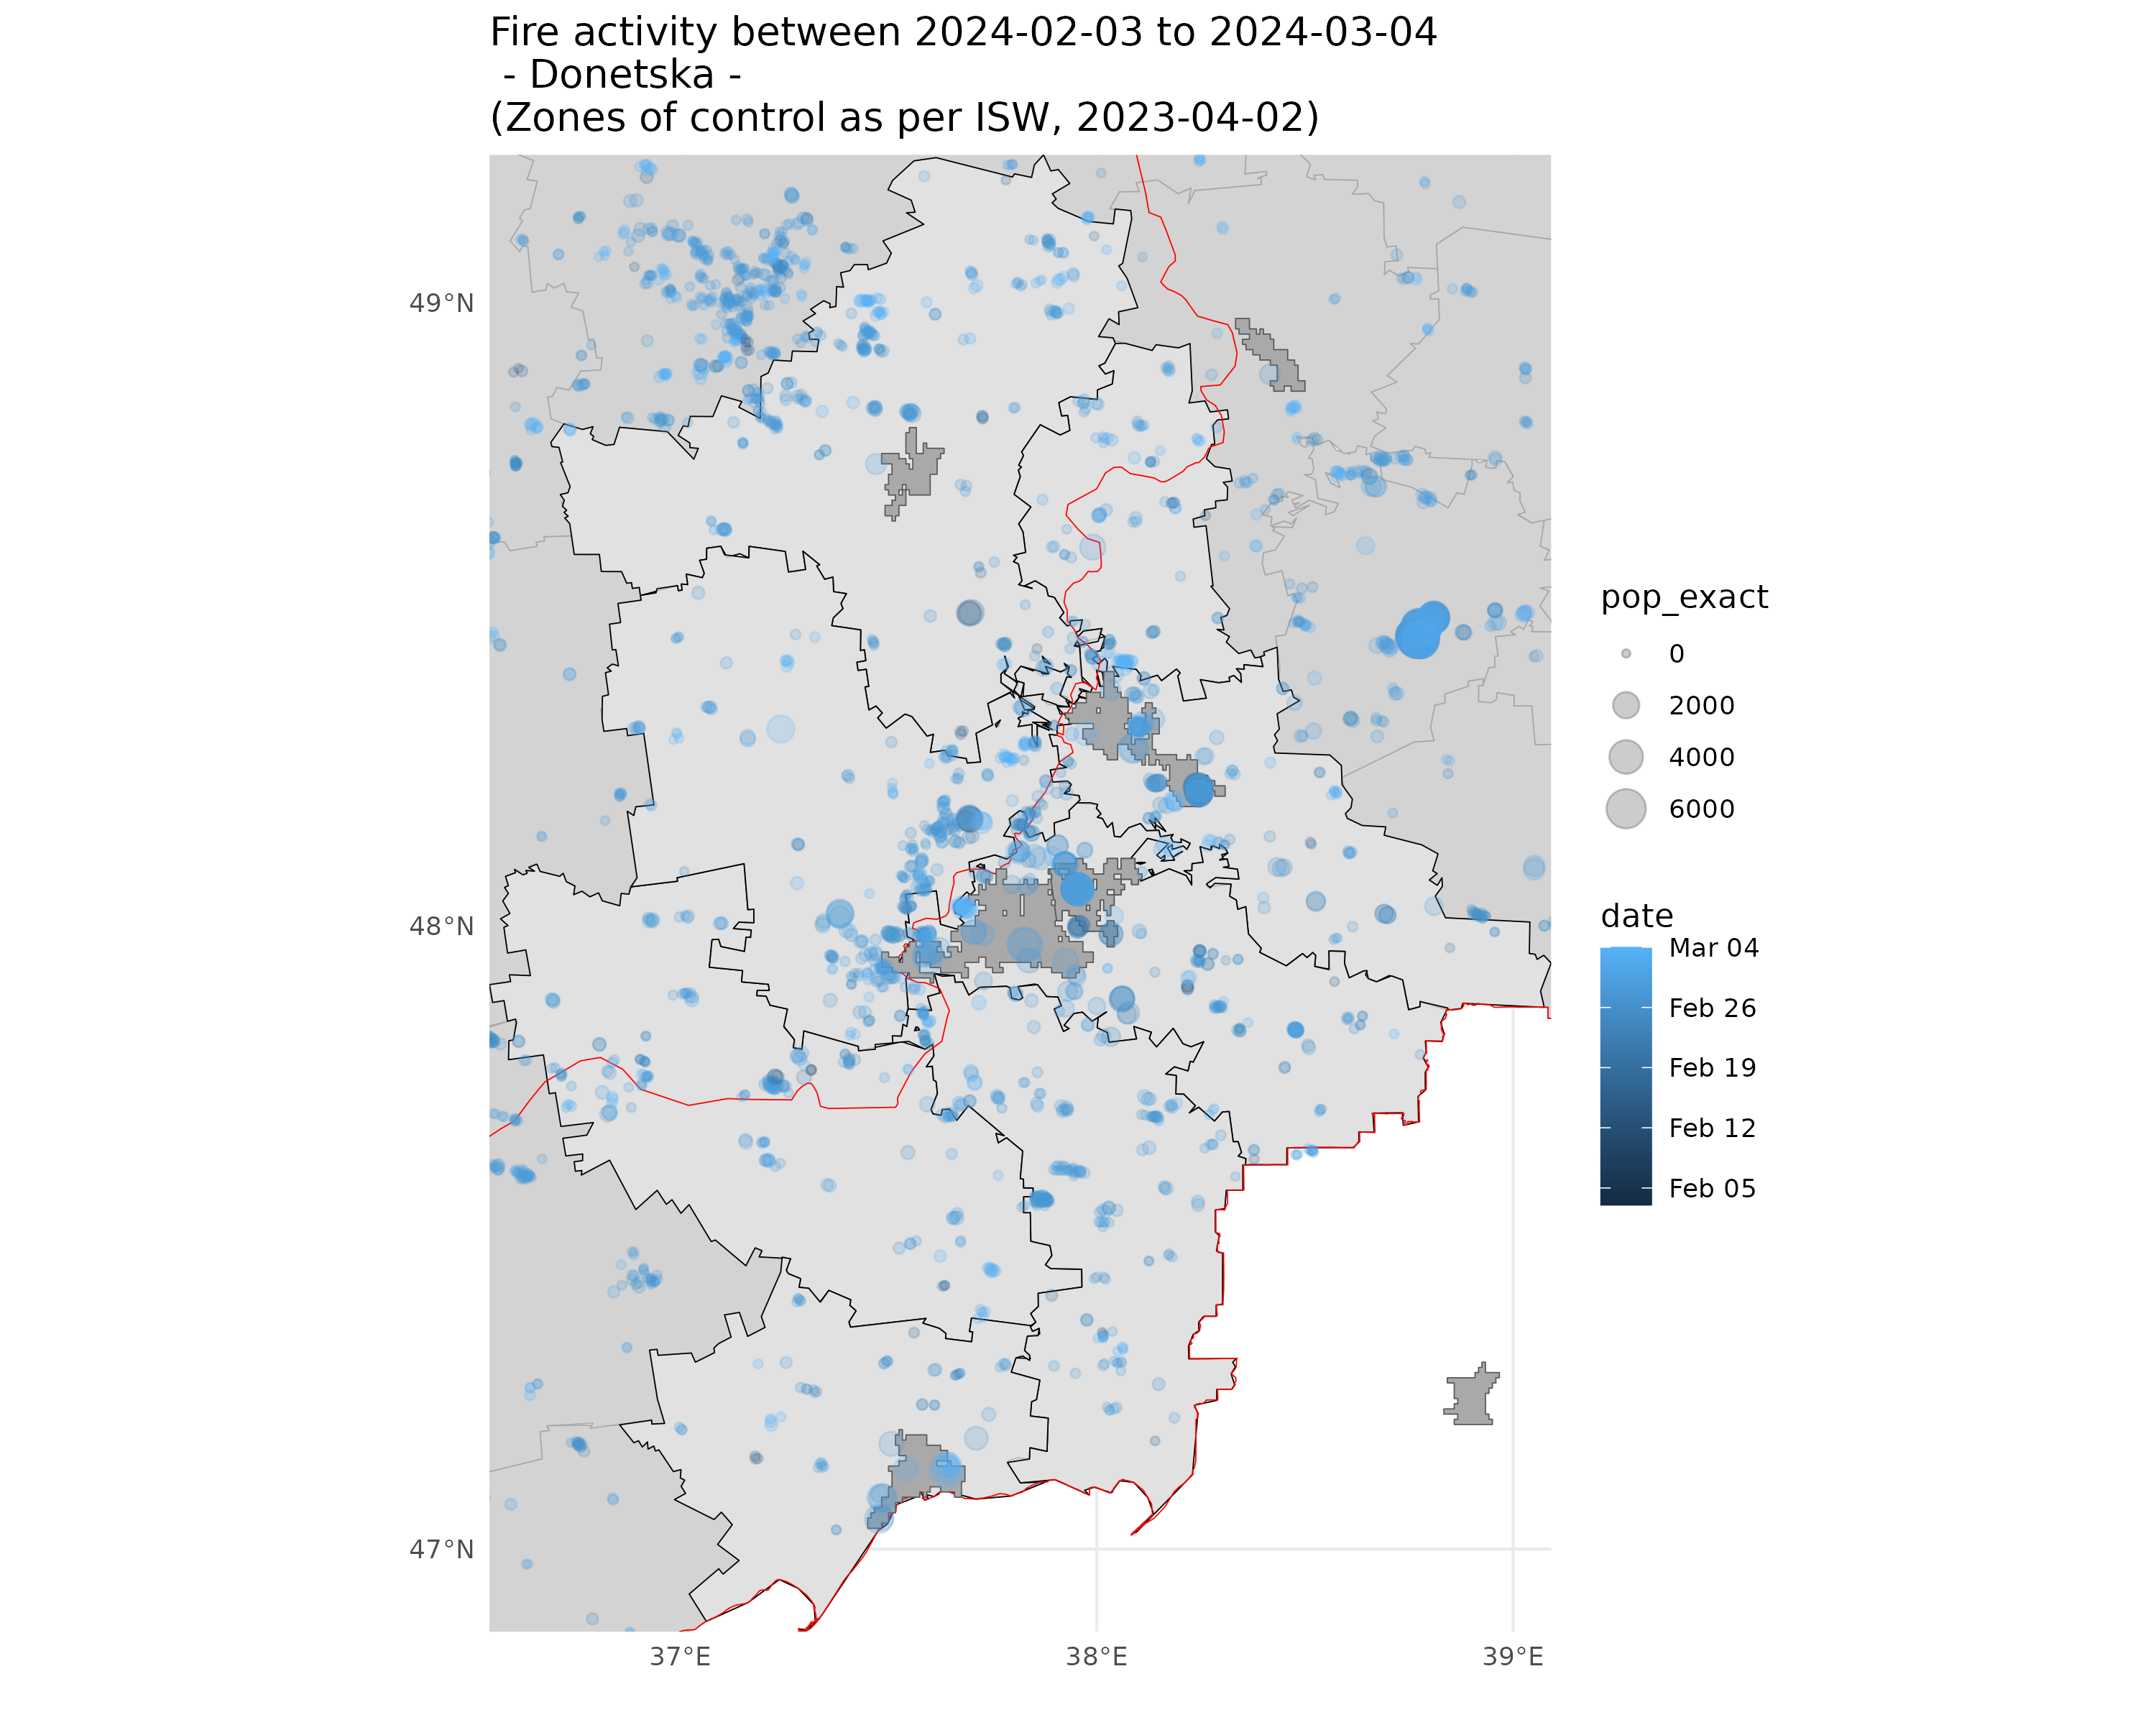 Fire activity between 2024-02-03 to 2024-03-04
- Donetska -
(Zones of control as per ISW, 2023-04-02)
49°N
48°N
47°N
37°E
38°E
39°E
pop_exact
0
2000
4000
6000
date
Mar 04
Feb 26
Feb 19
Feb 12
Feb 05